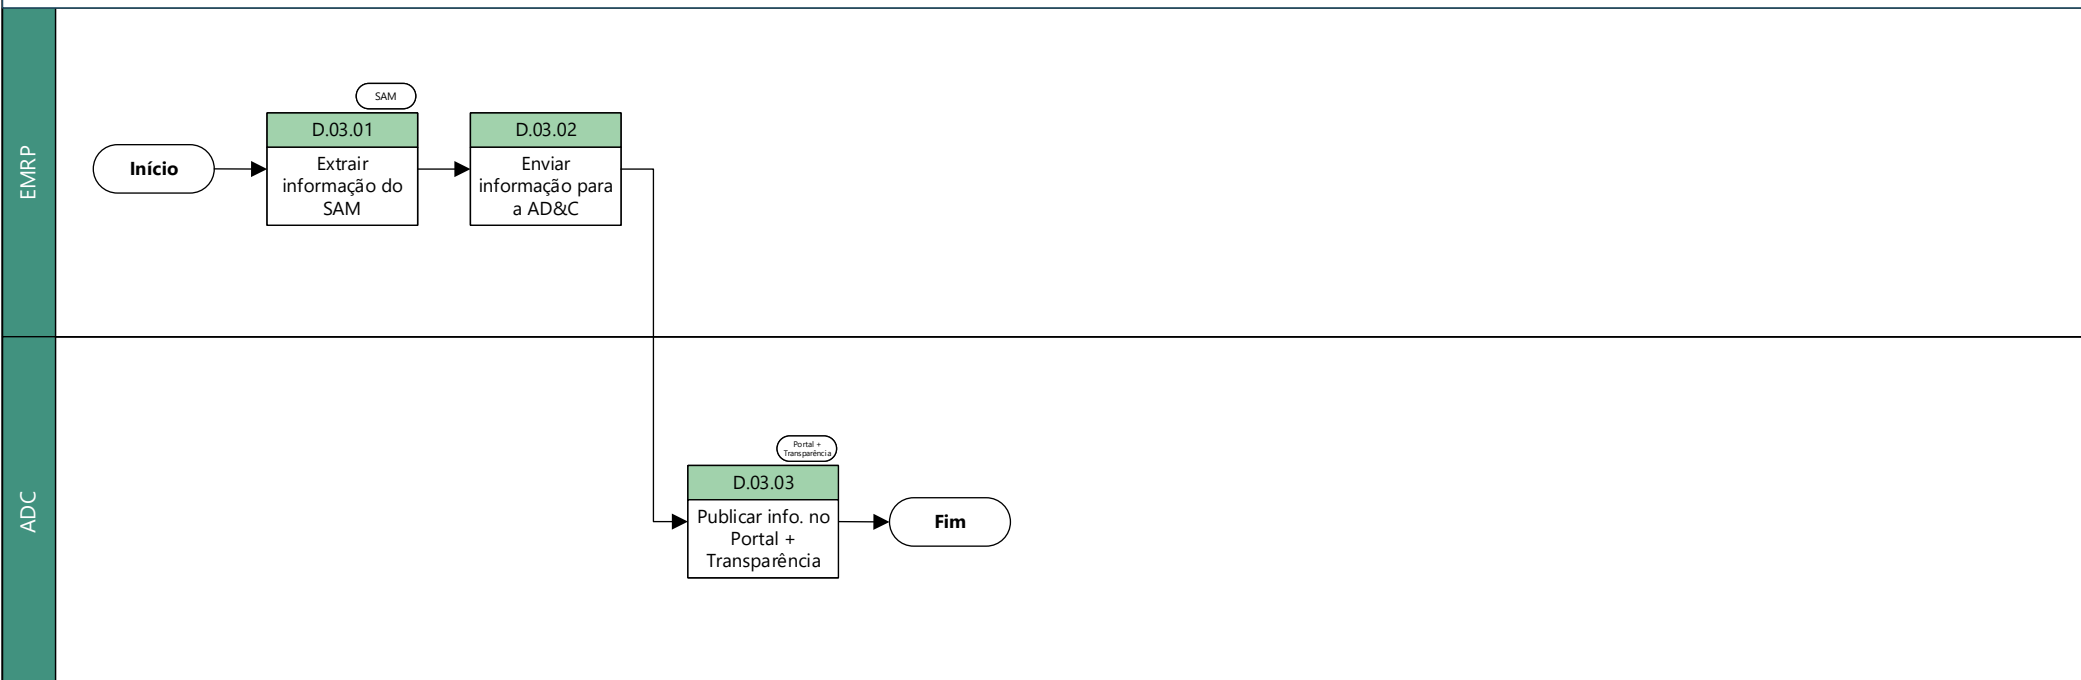 EMRP
SAM
D.03.01
D.03.02
Início
Extrair
informação do
SAM
Enviar
informação para
a AD&C
ADC
Portal +
Transparência
D.03.03
Publicar info. no
Portal +
Transparência
Fim